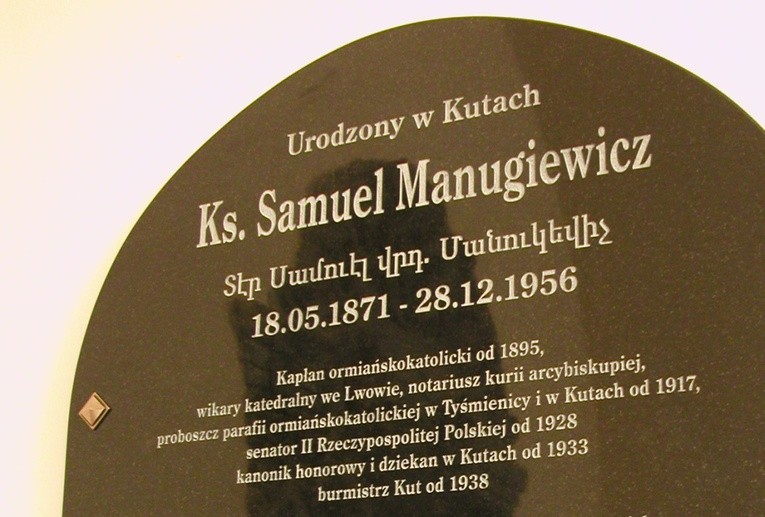 Urodzony w Kutach
Ks. Samuel Manugiewicz
Տէր Սամուէլ վրդ. Մանուկեվիչ
18.05.1871 - 28.12.1956
Kapłan ormiańskokatolicki od 1895,
wikary katedralny we Lwowie, notariusz kurii arcybiskupiej,
proboszcz parafii ormiańskokatolickiej w Tyśmienicy i w Kutach od 1917,
senator II Rzeczypospolitej Polskiej od 1928
kanonik honorowy i dziekan w Kutach od 1933
burmistrz Kut od 1938